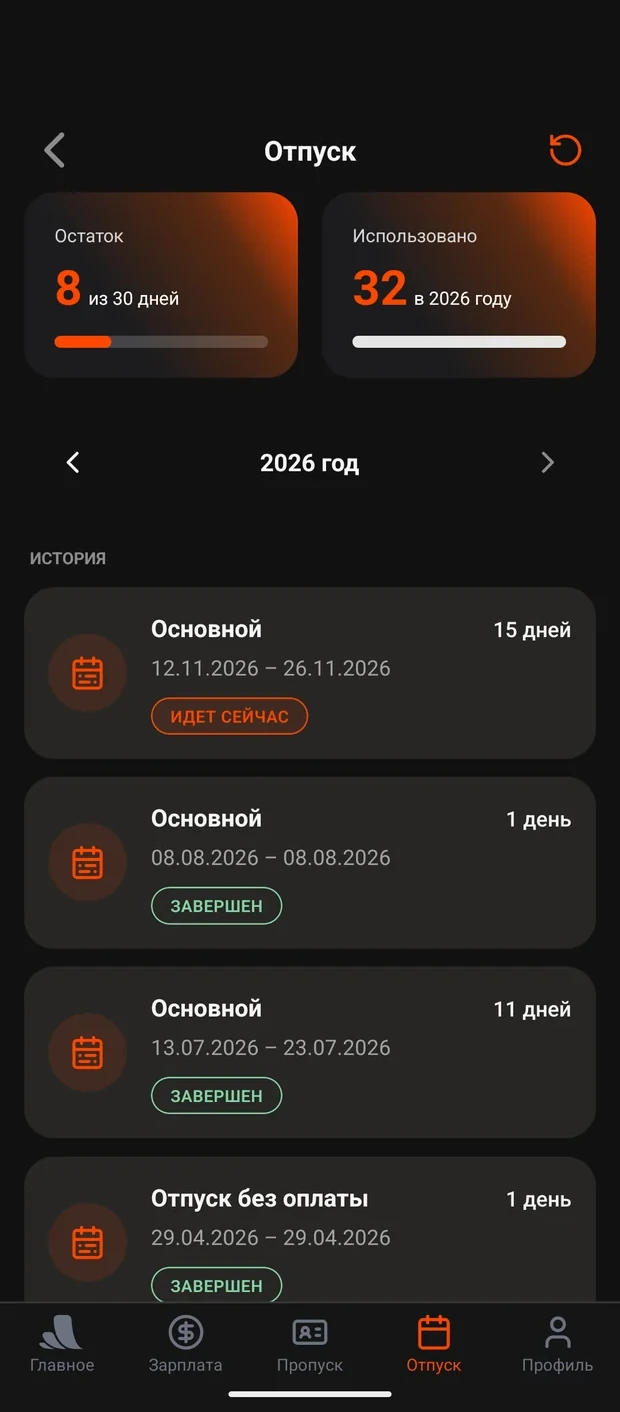 Отпуск
Остаток
8 из 30 дней
Использовано
32 в 2026 году
2026 год
ИСТОРИЯ
Основной
15 дней
12.11.2026 – 26.11.2026
ИДЕТ СЕЙЧАС
Основной
1 день
08.08.2026 – 08.08.2026
ЗАВЕРШЕН
Основной
11 дней
13.07.2026 – 23.07.2026
ЗАВЕРШЕН
Отпуск без оплаты
1 день
29.04.2026 – 29.04.2026
ЗАВЕРШЕН
Главное
Зарплата
Пропуск
Отпуск
Профиль